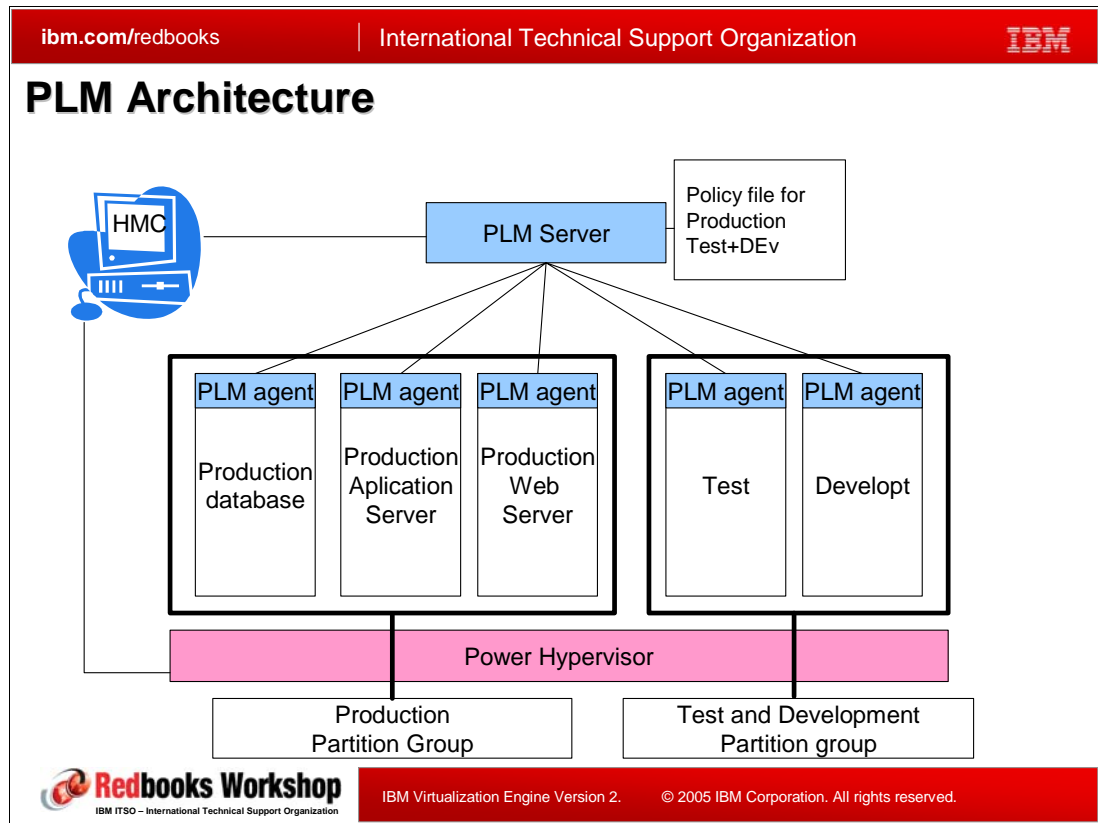 ibm.com/redbooks
International Technical Support Organization
IBM
PLM Architecture
HMC
PLM Server
Policy file for
Production
Test+DEv
PLM agent
PLM agent
PLM agent
PLM agent
PLM agent
Production
database
Production
Aplication
Server
Production
Web
Server
Test
Developt
Power Hypervisor
Production
Partition Group
Test and Development
Partition group
Redbooks Workshop
IBM ITSO – International Technical Support Organization
IBM Virtualization Engine Version 2.
© 2005 IBM Corporation. All rights reserved.